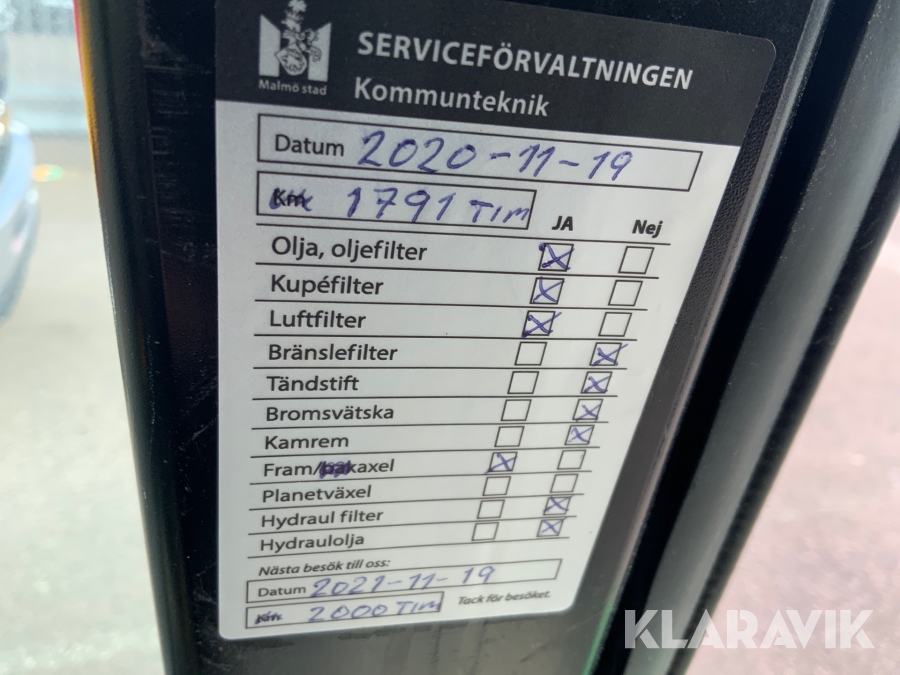 Malmö stad
SERVICEFÖRVALTNINGEN
Kommunteknik
Datum 2020-11-19
Km 1791 TIM
JA Nej
Olja, oljefilter
Kupéfilter
Luftfilter
Bränslefilter
Tändstift
Bromsvätska
Kamrem
Fram/bakaxel
Planetväxel
Hydraul filter
Hydraulolja
Nästa besök till oss:
Datum 2021-11-19
Km 2000 TIM
Tack för besöket.
KLARAVIK